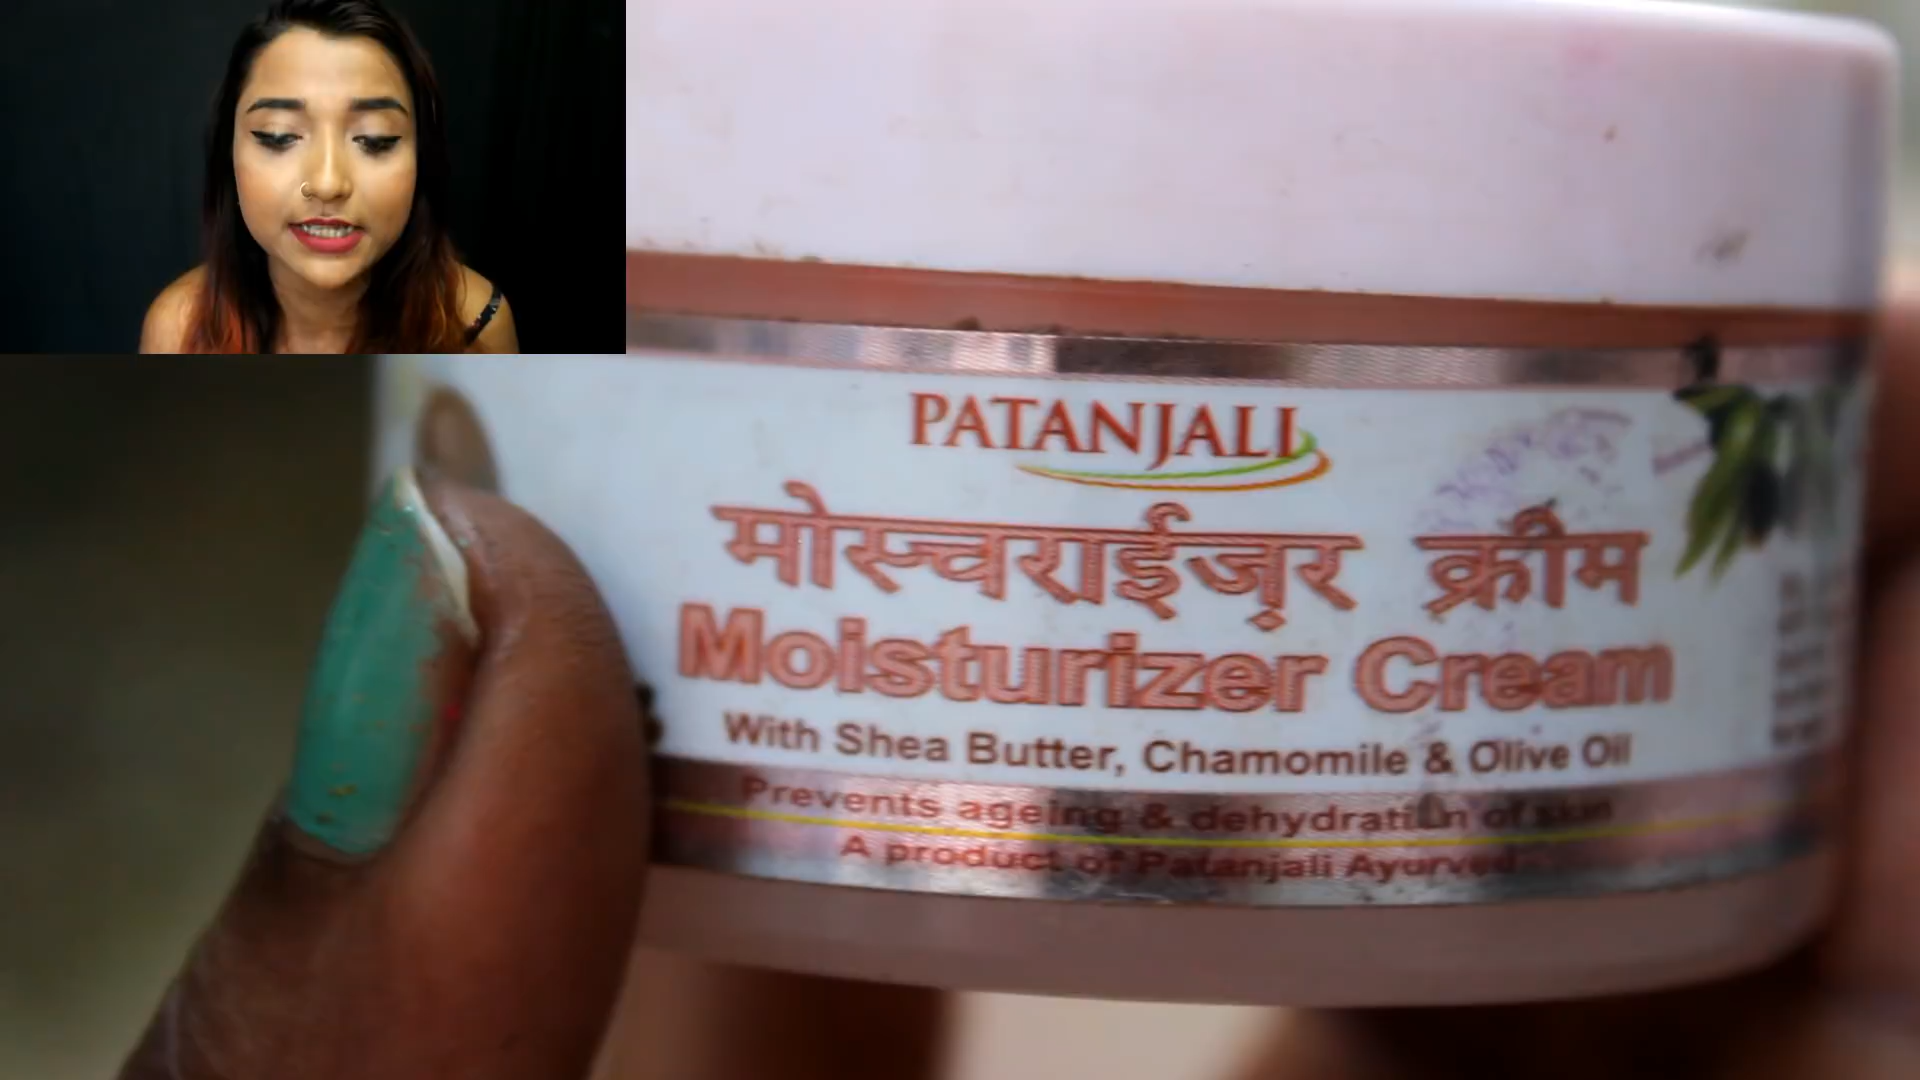 PATANJALI
मोस्चराईज़र क्रीम
Moisturizer Cream
With Shea Butter, Chamomile & Olive Oil
Prevents ageing & dehydration of skin
A product of Patanjali Ayurved